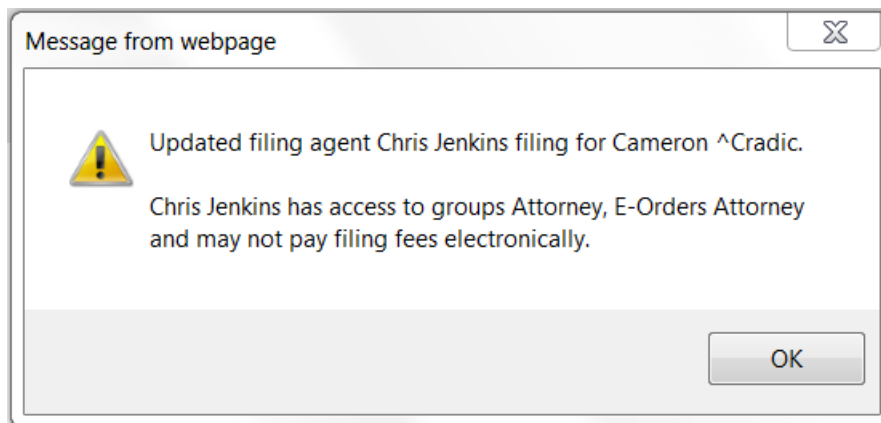 Message from webpage
Updated filing agent Chris Jenkins filing for Cameron ^Cradic.
Chris Jenkins has access to groups Attorney, E-Orders Attorney
and may not pay filing fees electronically.
OK